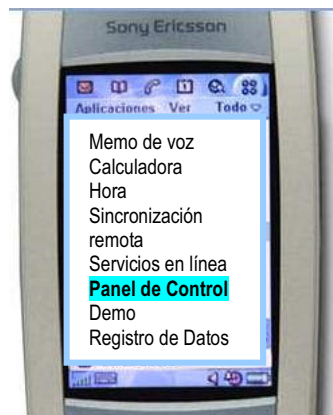 Sony Ericsson
Aplicaciones Ver Todo
Memo de voz
Calculadora
Hora
Sincronización
remota
Servicios en línea
Panel de Control
Demo
Registro de Datos